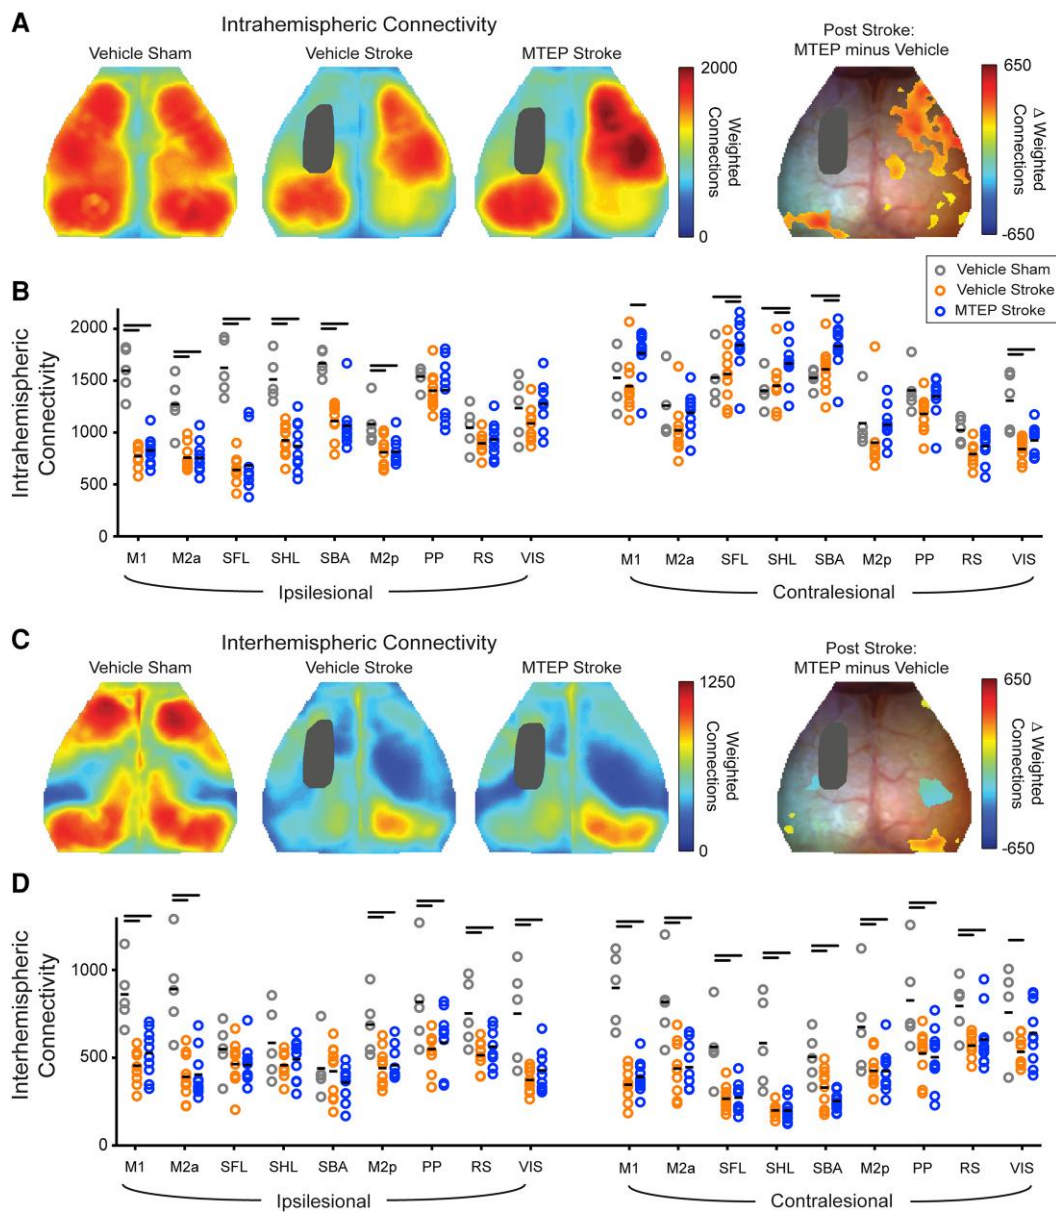 A
Intrahemispheric Connectivity
Vehicle Sham
Vehicle Stroke
MTEP Stroke
Post Stroke:
MTEP minus Vehicle
2000
Weighted
Connections
0
650
Δ Weighted
Connections
-650
B
Vehicle Sham
Vehicle Stroke
MTEP Stroke
Intrahemispheric
Connectivity
2000
1500
1000
500
0
M1 M2a SFL SHL SBA M2p PP RS VIS
M1 M2a SFL SHL SBA M2p PP RS VIS
Ipsilesional
Contralesional
C
Interhemispheric Connectivity
Vehicle Sham
Vehicle Stroke
MTEP Stroke
Post Stroke:
MTEP minus Vehicle
1250
Weighted
Connections
0
650
Δ Weighted
Connections
-650
D
Interhemispheric
Connectivity
1000
500
0
M1 M2a SFL SHL SBA M2p PP RS VIS
M1 M2a SFL SHL SBA M2p PP RS VIS
Ipsilesional
Contralesional